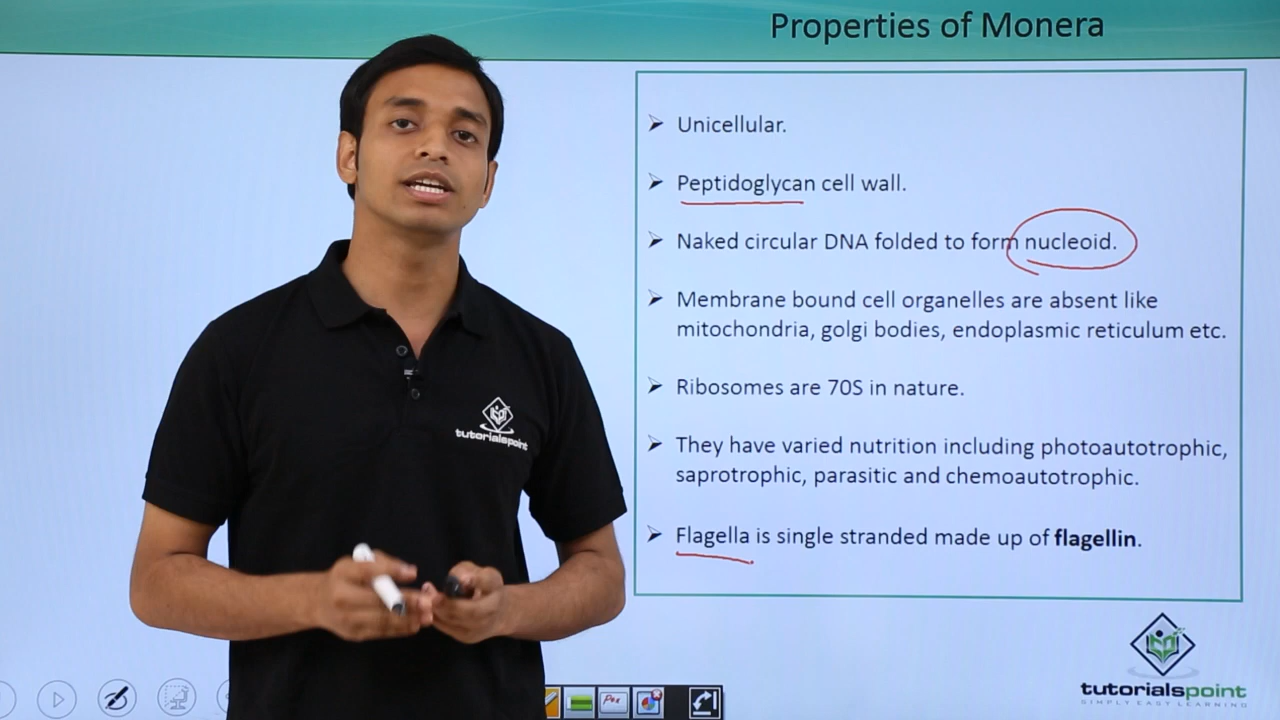 Properties of Monera
➢ Unicellular.
➢ Peptidoglycan cell wall.
➢ Naked circular DNA folded to form nucleoid.
➢ Membrane bound cell organelles are absent like
mitochondria, golgi bodies, endoplasmic reticulum etc.
➢ Ribosomes are 70S in nature.
➢ They have varied nutrition including photoautotrophic,
saprotrophic, parasitic and chemoautotrophic.
➢ Flagella is single stranded made up of flagellin.
tutorialspoint
tutorialspoint
SIMPLY EASY LEARNING